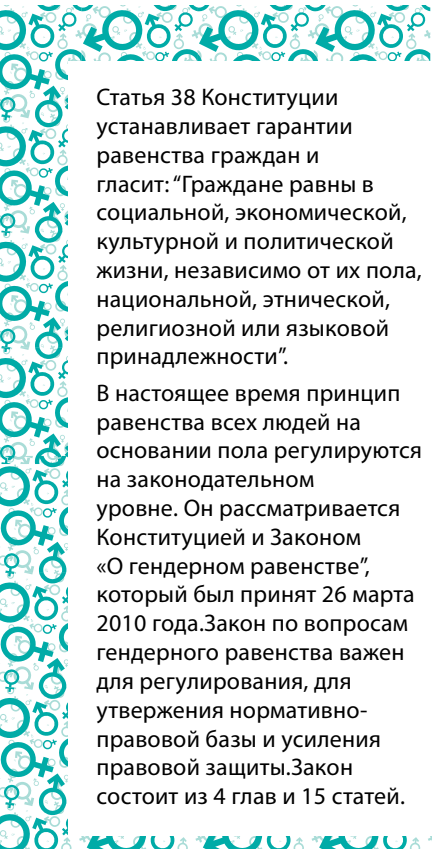 Статья 38 Конституции
устанавливает гарантии
равенства граждан и
гласит: “Граждане равны в
социальной, экономической,
культурной и политической
жизни, независимо от их пола,
национальной, этнической,
религиозной или языковой
принадлежности”.
В настоящее время принцип
равенства всех людей на
основании пола регулируются
на законодательном
уровне. Он рассматривается
Конституцией и Законом
«О гендерном равенстве”,
который был принят 26 марта
2010 года.Закон по вопросам
гендерного равенства важен
для регулирования, для
утвержения нормативно-
правовой базы и усиления
правовой защиты.Закон
состоит из 4 глав и 15 статей.